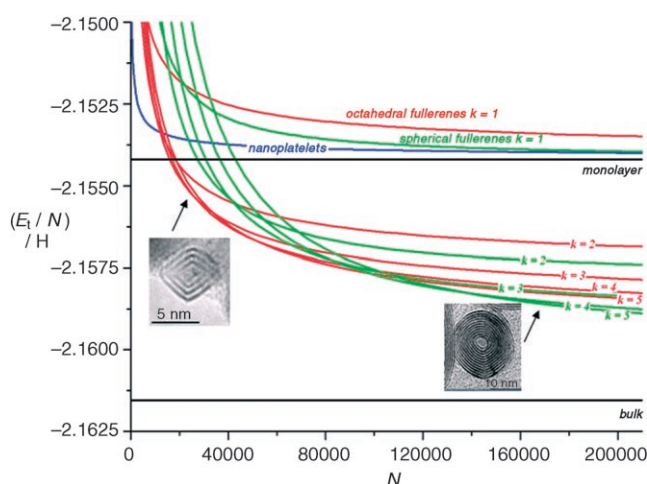 −2.1500
−2.1525
−2.1550
−2.1575
−2.1600
−2.1625
(Et / N)
/ H
octahedral fullerenes k = 1
spherical fullerenes k = 1
nanoplatelets
monolayer
k = 2
k = 2
k = 3
k = 3
k = 4
k = 5
k = 4
k = 5
5 nm
10 nm
bulk
0 40000 80000 120000 160000 200000
N